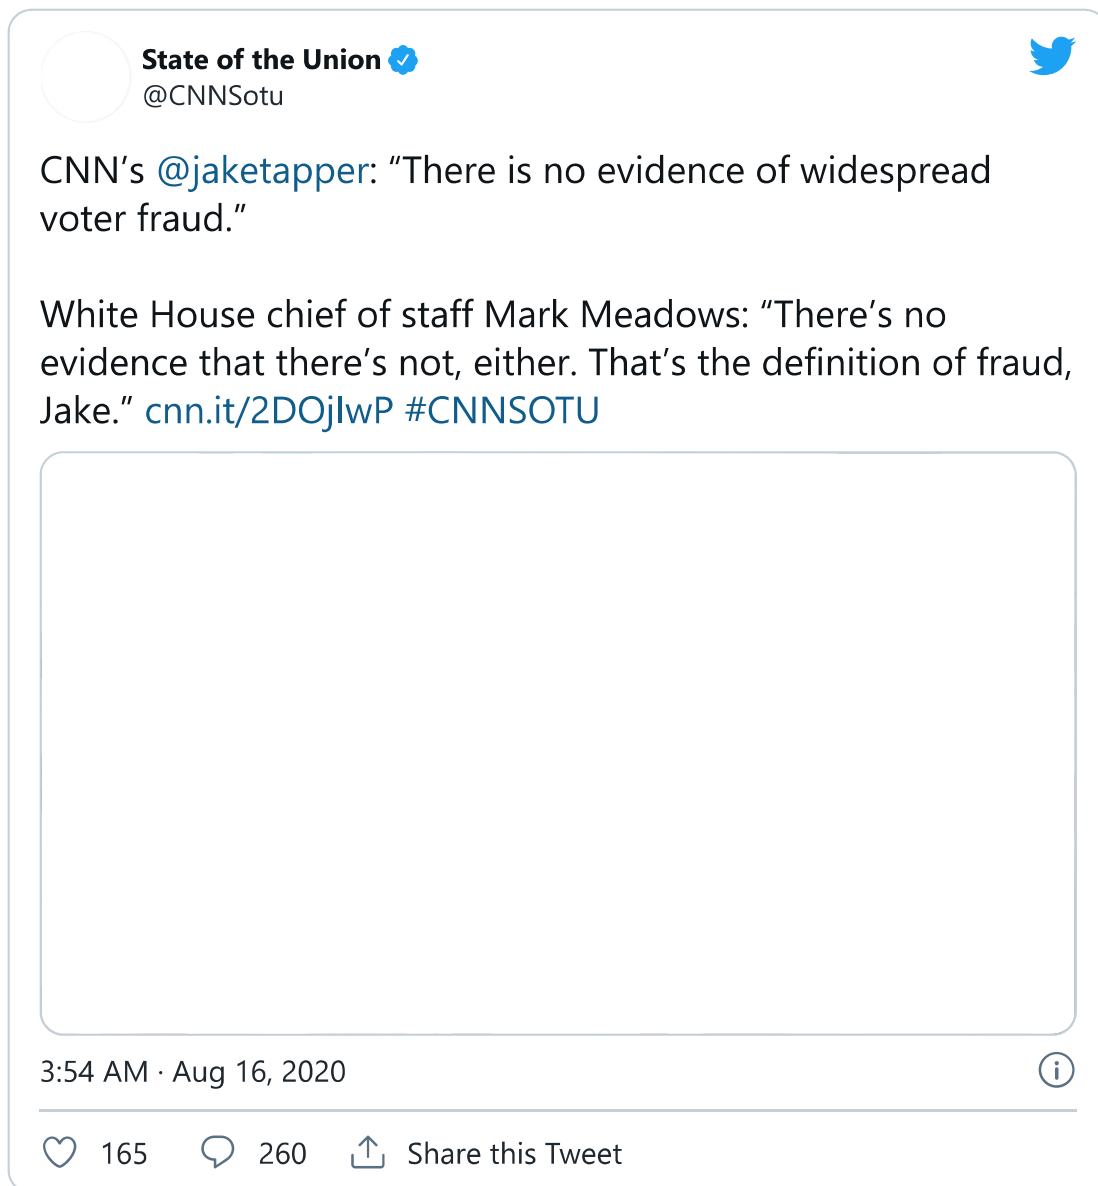 State of the Union
@CNNSotu
CNN’s @jaketapper: “There is no evidence of widespread
voter fraud.”
White House chief of staff Mark Meadows: “There’s no
evidence that there’s not, either. That’s the definition of fraud,
Jake.” cnn.it/2DOjlwP #CNNSOTU
3:54 AM · Aug 16, 2020
165 260 Share this Tweet